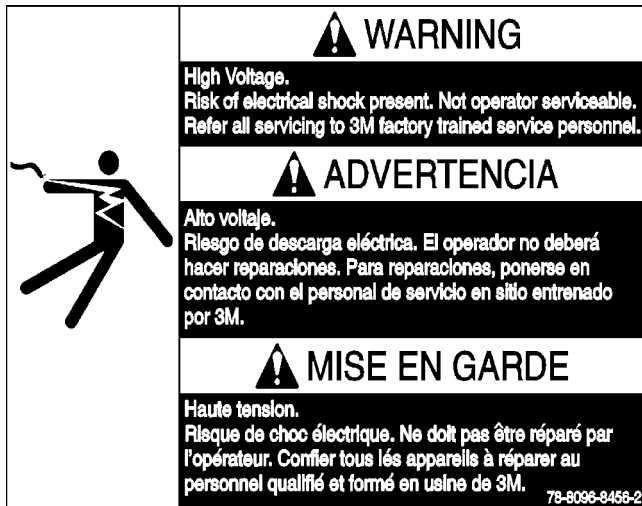 WARNING
High Voltage.
Risk of electrical shock present. Not operator serviceable.
Refer all servicing to 3M factory trained service personnel.
ADVERTENCIA
Alto voltaje.
Riesgo de descarga eléctrica. El operador no deberá
hacer reparaciones. Para reparaciones, ponerse en
contacto con el personal de servicio en sitio entrenado
por 3M.
MISE EN GARDE
Haute tension.
Risque de choc électrique. Ne doit pas être réparé par
l'opérateur. Confier tous lés appareils à réparer au
personnel qualifié et formé en usine de 3M.
78-8096-8456-2